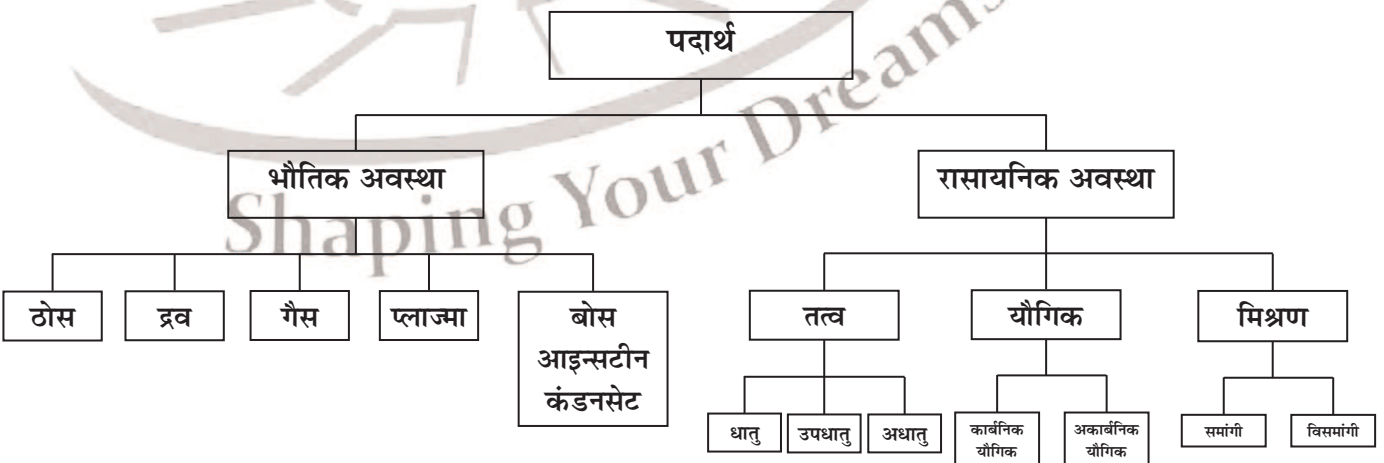 पदार्थ
Shaping Your Dreams
भौतिक अवस्था
रासायनिक अवस्था
ठोस
द्रव
गैस
प्लाज्मा
बोस
आइन्सटीन
कंडनसेट
तत्व
यौगिक
मिश्रण
धातु
उपधातु
अधातु
कार्बनिक
यौगिक
अकार्बनिक
यौगिक
समांगी
विसमांगी